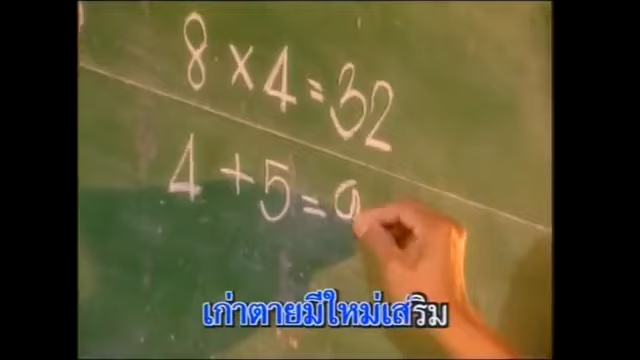 8 × 4 = 32
4 + 5 = 9
เก่าตายมีใหม่เสริม